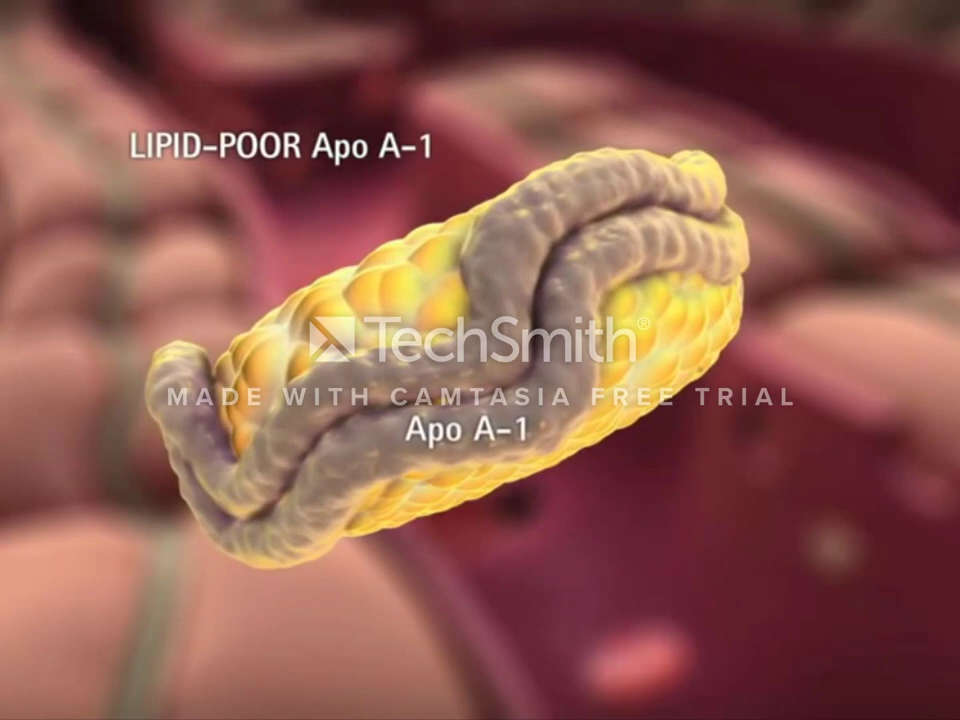 LIPID-POOR Apo A-1
TechSmith®
MADE WITH CAMTASIA FREE TRIAL
Apo A-1